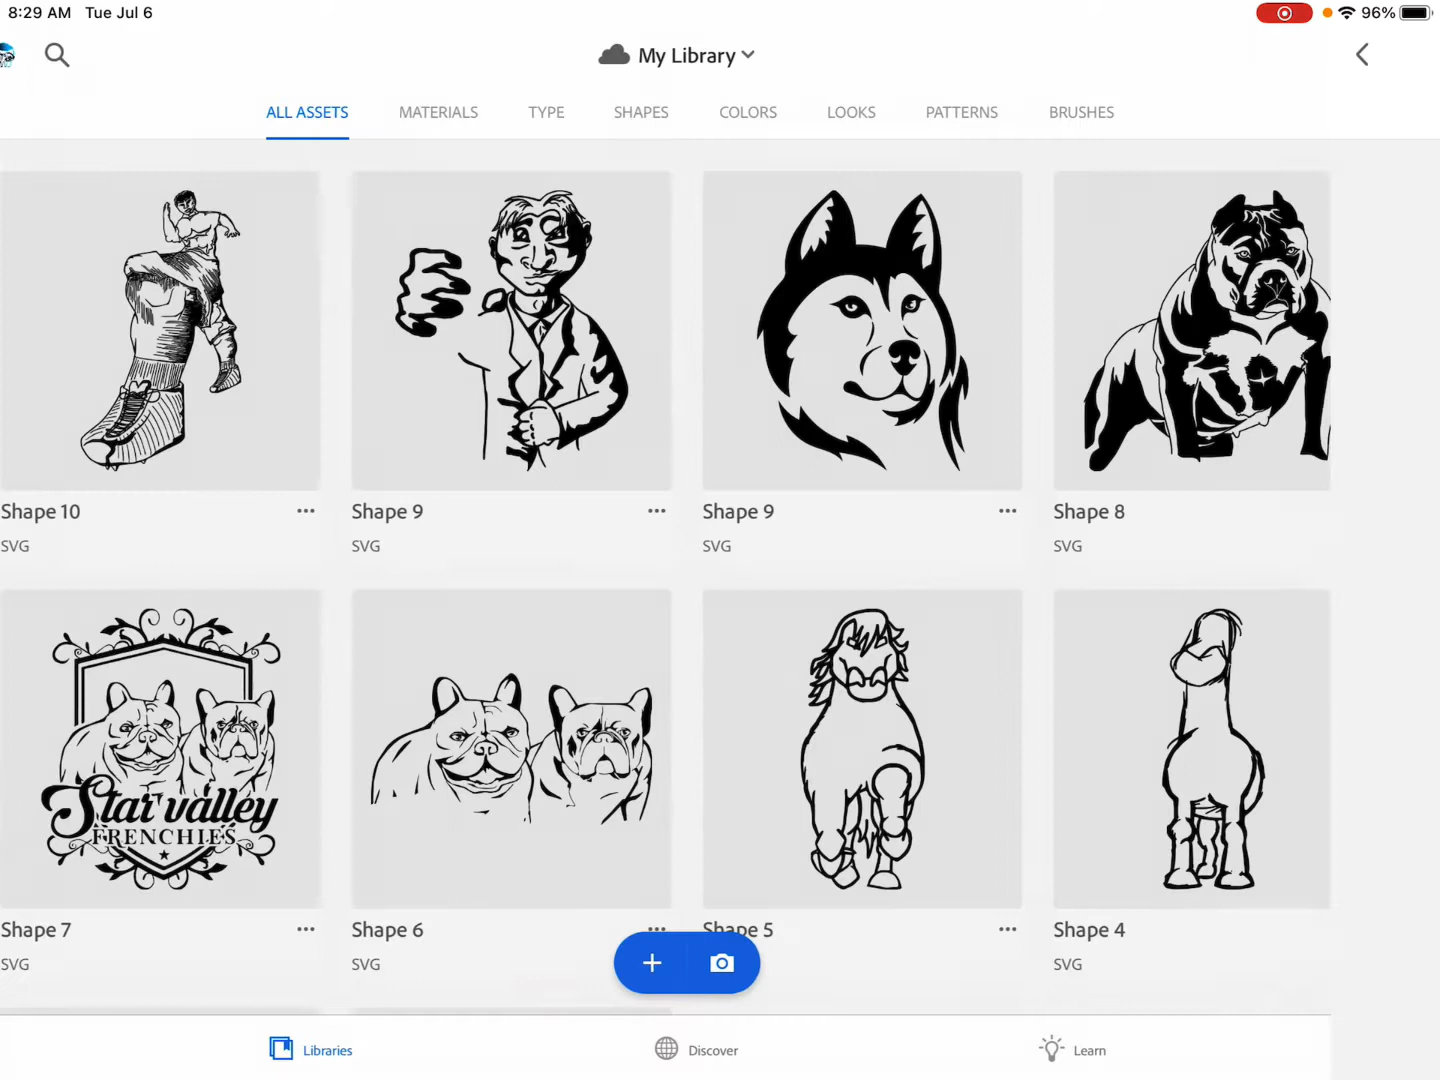 8:29 AM Tue Jul 6
96%
My Library
ALL ASSETS MATERIALS TYPE SHAPES COLORS LOOKS PATTERNS BRUSHES
Shape 10
SVG
Shape 9
SVG
Shape 9
SVG
Shape 8
SVG
Star valley
FRENCHIES
Shape 7
SVG
Shape 6
SVG
Shape 5
Shape 4
SVG
Libraries
Discover
Learn